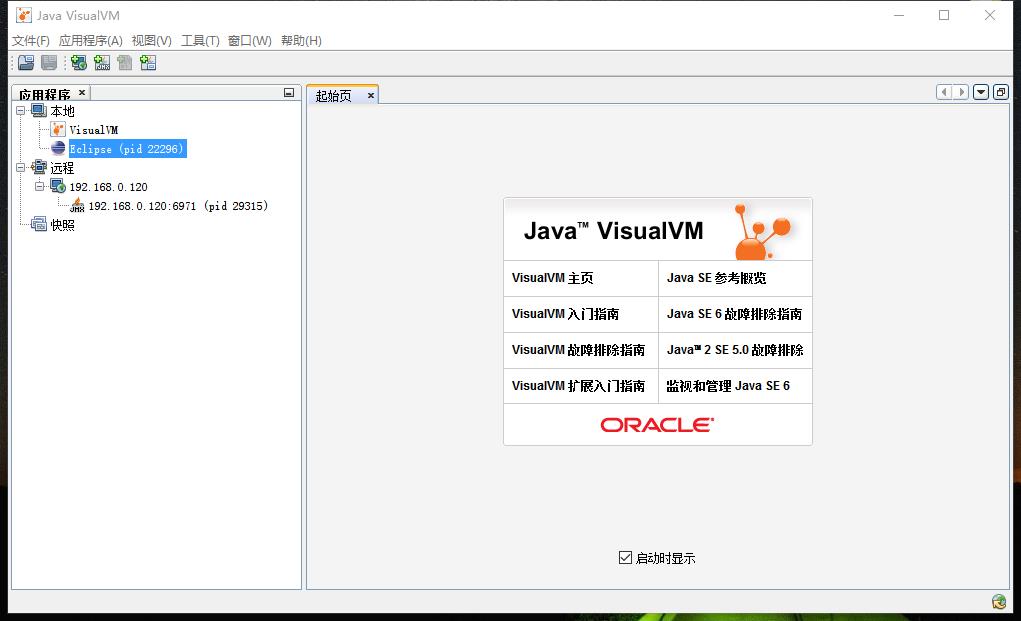 Java VisualVM
文件(F) 应用程序(A) 视图(V) 工具(T) 窗口(W) 帮助(H)
应用程序
本地
VisualVM
Eclipse (pid 22296)
远程
192.168.0.120
JMX 192.168.0.120:6971 (pid 29315)
快照
起始页
Java™ VisualVM
VisualVM 主页 Java SE 参考概览
VisualVM 入门指南 Java SE 6 故障排除指南
VisualVM 故障排除指南 Java™ 2 SE 5.0 故障排除
VisualVM 扩展入门指南 监视和管理 Java SE 6
ORACLE
启动时显示